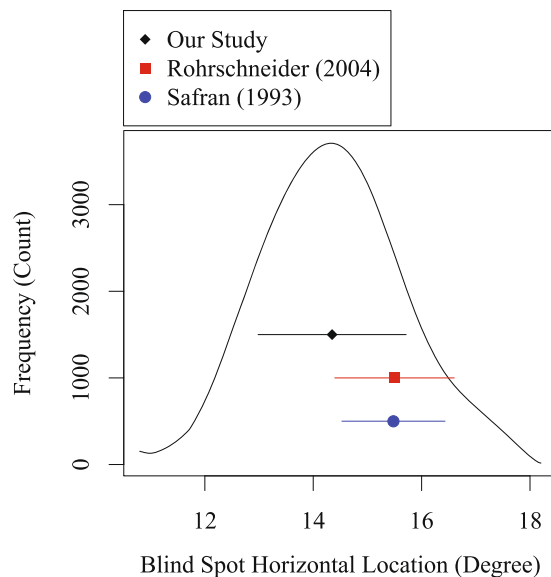 Our Study
Rohrschneider (2004)
Safran (1993)
Frequency (Count)
3000
2000
1000
0
12 14 16 18
Blind Spot Horizontal Location (Degree)